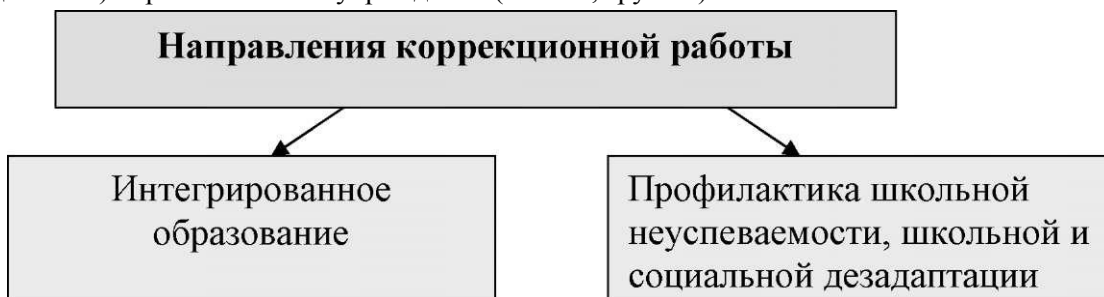 Направления коррекционной работы
Интегрированное
образование
Профилактика школьной
неуспеваемости, школьной и
социальной дезадаптации